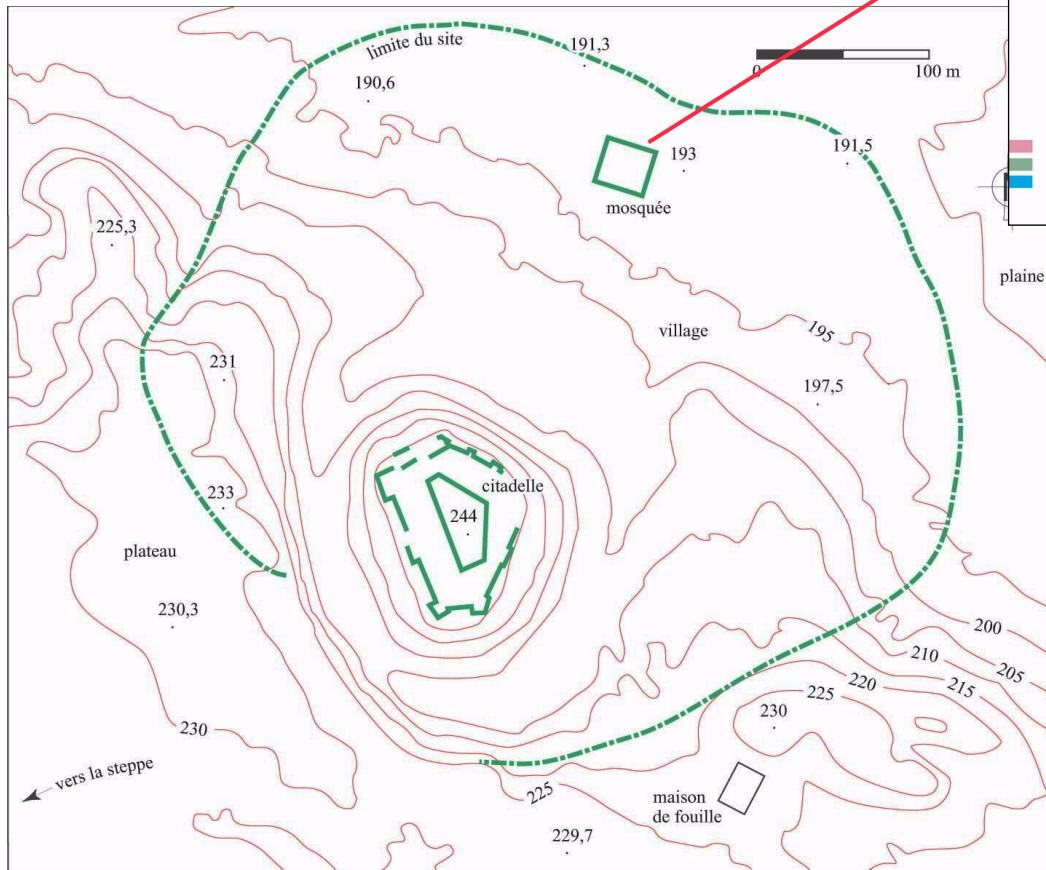 limite du site
191,3
0
100 m
190,6
193
191,5
mosquée
225,3
plaine
village
195
231
197,5
citadelle
233
244
plateau
230,3
200
210
205
220
215
225
230
230
vers la steppe
225
maison
de fouille
229,7